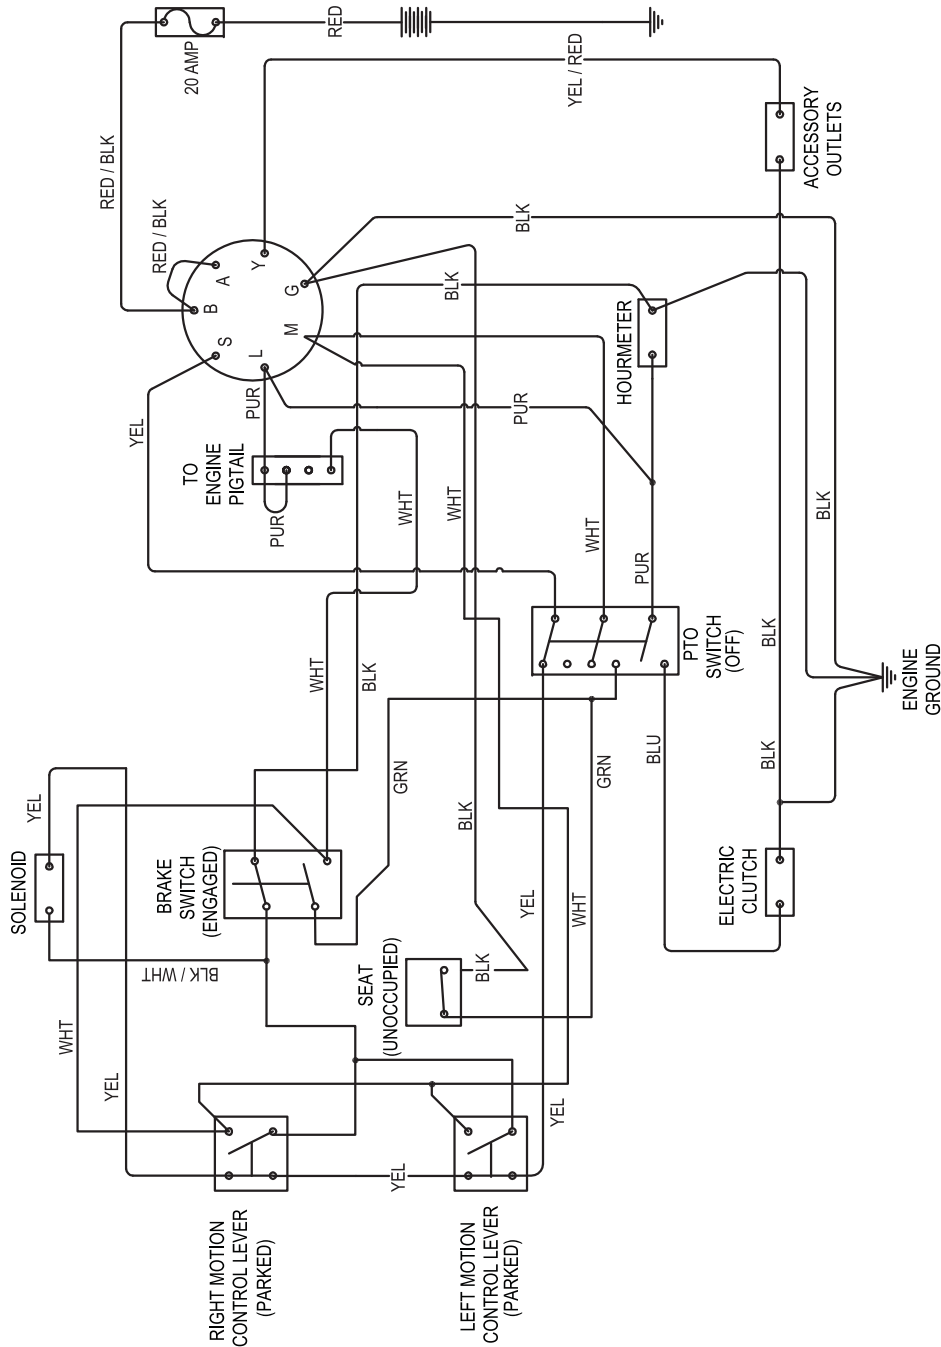 RED
20 AMP
YEL / RED
ACCESSORY
OUTLETS
RED / BLK
RED / BLK
A
Y
B
G
S
M
L
BLK
BLK
HOURMETER
YEL
PUR
PUR
TO
ENGINE
PIGTAIL
PUR
WHT
WHT
WHT
BLK
PUR
PTO
SWITCH
(OFF)
BLK
ENGINE
GROUND
WHT
BLK
GRN
BLU
GRN
BLK
YEL
SOLENOID
BRAKE
SWITCH
(ENGAGED)
BLK
ELECTRIC
CLUTCH
YEL
WHT
BLK / WHT
SEAT
(UNOCCUPIED)
BLK
WHT
YEL
YEL
YEL
RIGHT MOTION
CONTROL LEVER
(PARKED)
LEFT MOTION
CONTROL LEVER
(PARKED)